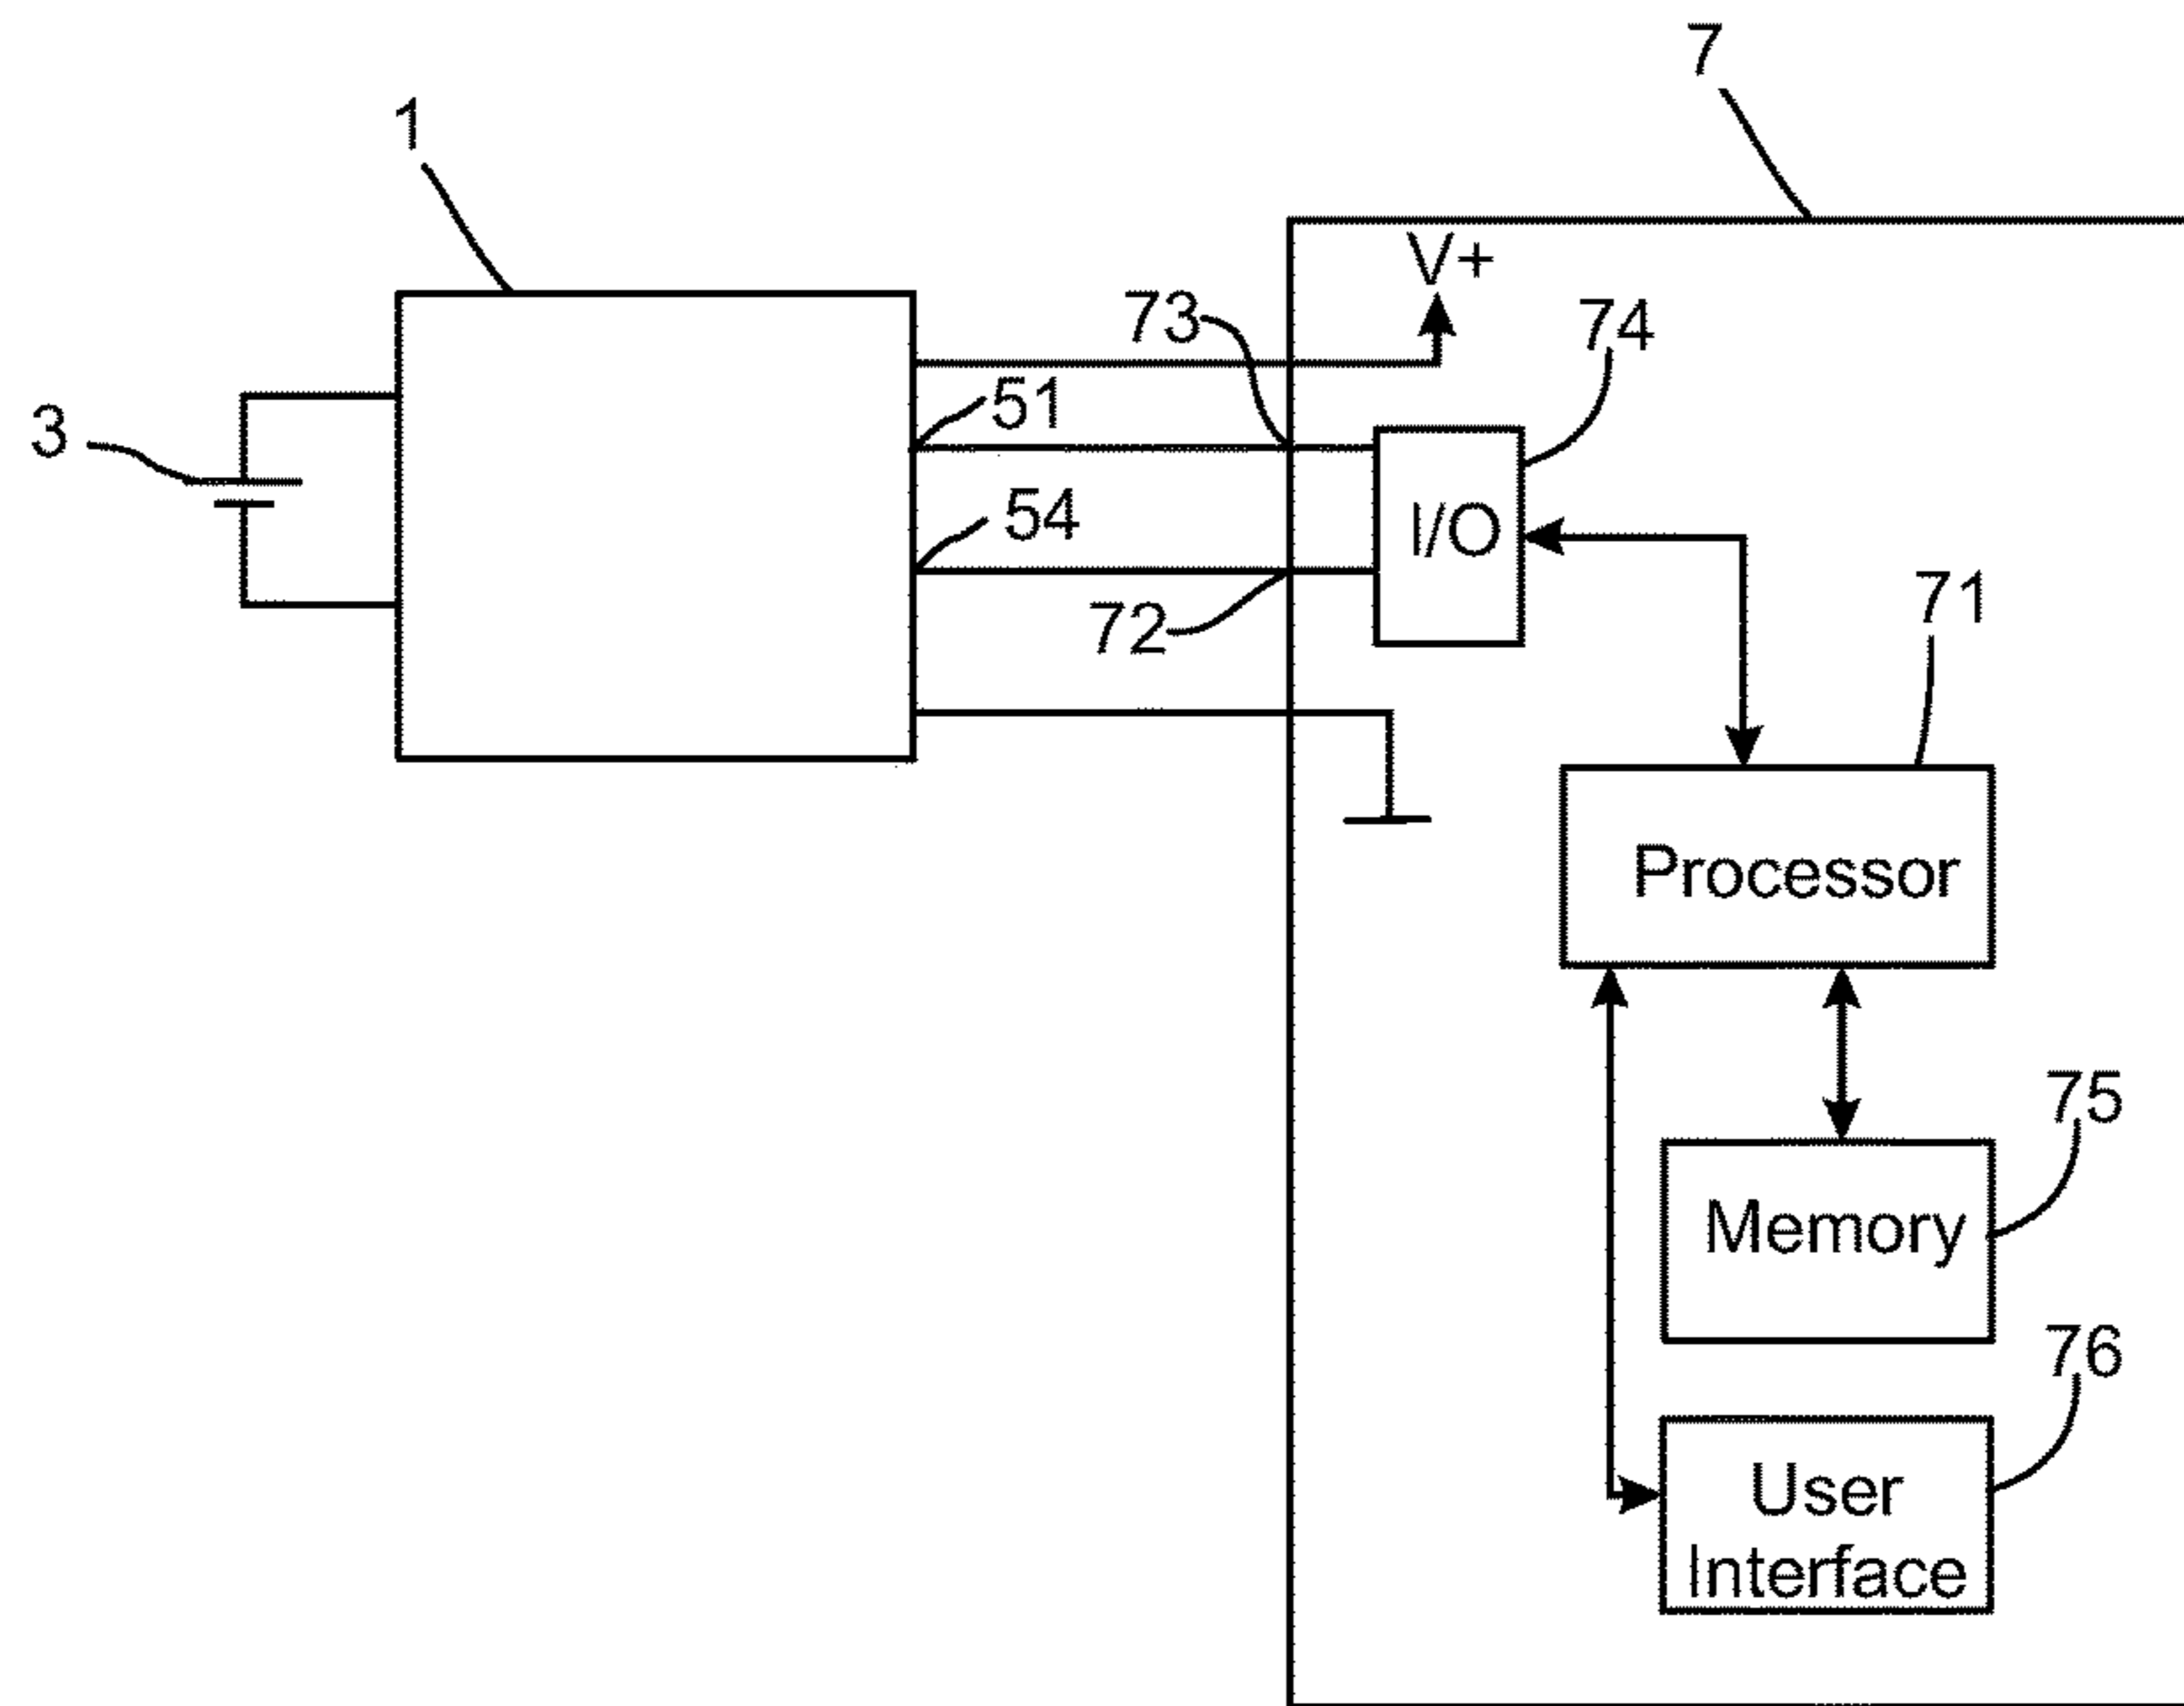 7
1
V+
73
74
51
3
54
I/O
72
71
Processor
75
Memory
76
User
Interface